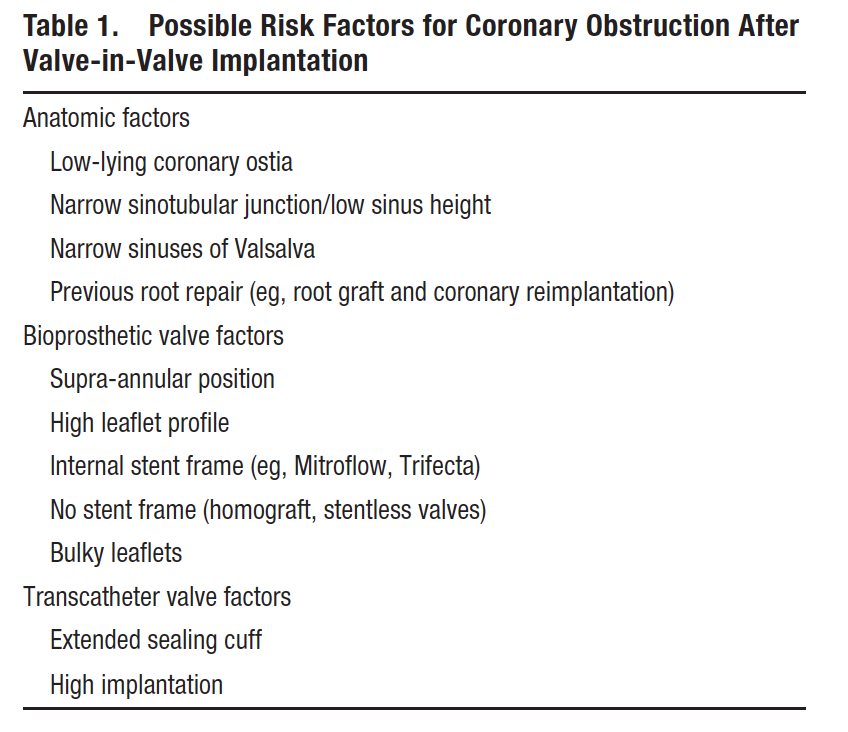 Table 1. Possible Risk Factors for Coronary Obstruction After
Valve-in-Valve Implantation
Anatomic factors
Low-lying coronary ostia
Narrow sinotubular junction/low sinus height
Narrow sinuses of Valsalva
Previous root repair (eg, root graft and coronary reimplantation)
Bioprosthetic valve factors
Supra-annular position
High leaflet profile
Internal stent frame (eg, Mitroflow, Trifecta)
No stent frame (homograft, stentless valves)
Bulky leaflets
Transcatheter valve factors
Extended sealing cuff
High implantation